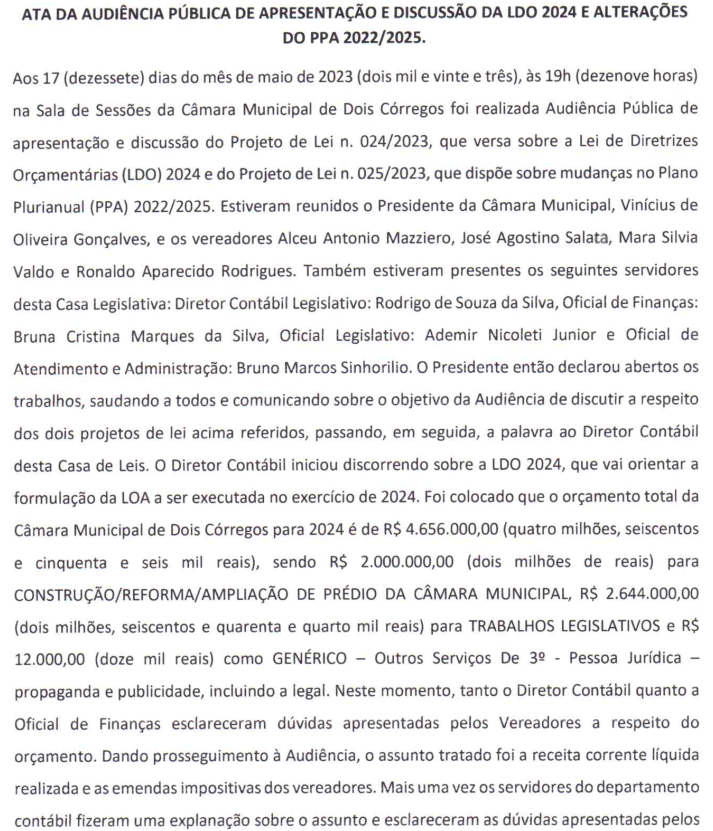 ATA DA AUDIÊNCIA PÚBLICA DE APRESENTAÇÃO E DISCUSSÃO DA LDO 2024 E ALTERAÇÕES
DO PPA 2022/2025.
Aos 17 (dezessete) dias do mês de maio de 2023 (dois mil e vinte e três), às 19h (dezenove horas)
na Sala de Sessões da Câmara Municipal de Dois Córregos foi realizada Audiência Pública de
apresentação e discussão do Projeto de Lei n. 024/2023, que versa sobre a Lei de Diretrizes
Orçamentárias (LDO) 2024 e do Projeto de Lei n. 025/2023, que dispõe sobre mudanças no Plano
Plurianual (PPA) 2022/2025. Estiveram reunidos o Presidente da Câmara Municipal, Vinícius de
Oliveira Gonçalves, e os vereadores Alceu Antonio Mazziero, José Agostino Salata, Mara Silvia
Valdo e Ronaldo Aparecido Rodrigues. Também estiveram presentes os seguintes servidores
desta Casa Legislativa: Diretor Contábil Legislativo: Rodrigo de Souza da Silva, Oficial de Finanças:
Bruna Cristina Marques da Silva, Oficial Legislativo: Ademir Nicoleti Junior e Oficial de
Atendimento e Administração: Bruno Marcos Sinhorilio. O Presidente então declarou abertos os
trabalhos, saudando a todos e comunicando sobre o objetivo da Audiência de discutir a respeito
dos dois projetos de lei acima referidos, passando, em seguida, a palavra ao Diretor Contábil
desta Casa de Leis. O Diretor Contábil iniciou discorrendo sobre a LDO 2024, que vai orientar a
formulação da LOA a ser executada no exercício de 2024. Foi colocado que o orçamento total da
Câmara Municipal de Dois Córregos para 2024 é de R$ 4.656.000,00 (quatro milhões, seiscentos
e cinquenta e seis mil reais), sendo R$ 2.000.000,00 (dois milhões de reais) para
CONSTRUÇÃO/REFORMA/AMPLIAÇÃO DE PRÉDIO DA CÂMARA MUNICIPAL, R$ 2.644.000,00
(dois milhões, seiscentos e quarenta e quarto mil reais) para TRABALHOS LEGISLATIVOS e R$
12.000,00 (doze mil reais) como GENÉRICO – Outros Serviços De 3º - Pessoa Jurídica –
propaganda e publicidade, incluindo a legal. Neste momento, tanto o Diretor Contábil quanto a
Oficial de Finanças esclareceram dúvidas apresentadas pelos Vereadores a respeito do
orçamento. Dando prosseguimento à Audiência, o assunto tratado foi a receita corrente líquida
realizada e as emendas impositivas dos vereadores. Mais uma vez os servidores do departamento
contábil fizeram uma explanação sobre o assunto e esclareceram as dúvidas apresentadas pelos